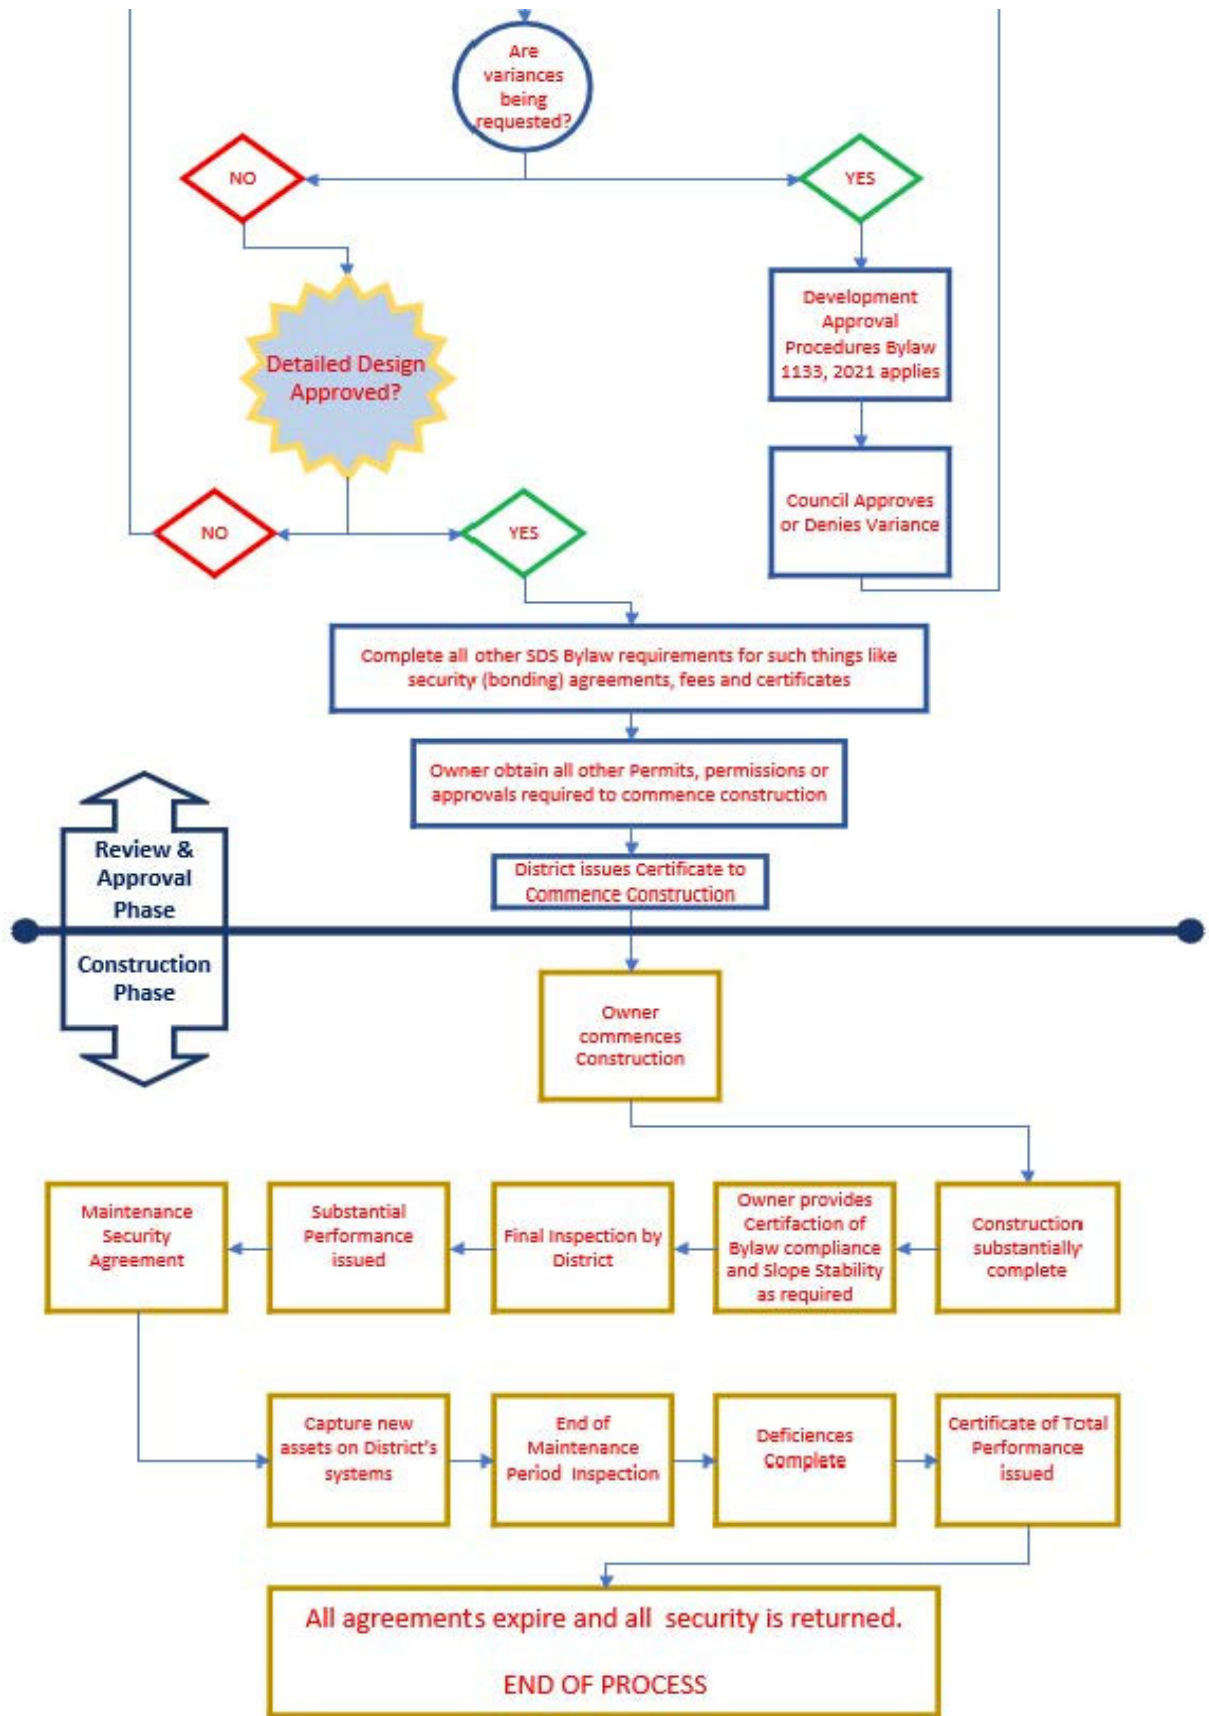 Are
variances
being
requested?
NO
YES
Development
Approval
Procedures Bylaw
1133, 2021 applies
Detailed Design
Approved?
Council Approves
or Denies Variance
NO
YES
Complete all other SDS Bylaw requirements for such things like
security (bonding) agreements, fees and certificates
Owner obtain all other Permits, permissions or
approvals required to commence construction
District issues Certificate to
Commence Construction
Review &
Approval
Phase
Construction
Phase
Owner
commences
Construction
Maintenance
Security
Agreement
Substantial
Performance
issued
Final Inspection by
District
Owner provides
Certifaction of
Bylaw compliance
and Slope Stability
as required
Construction
substantially
complete
Capture new
assets on District's
systems
End of
Maintenance
Period Inspection
Deficiences
Complete
Certificate of Total
Performance
issued
All agreements expire and all security is returned.
END OF PROCESS